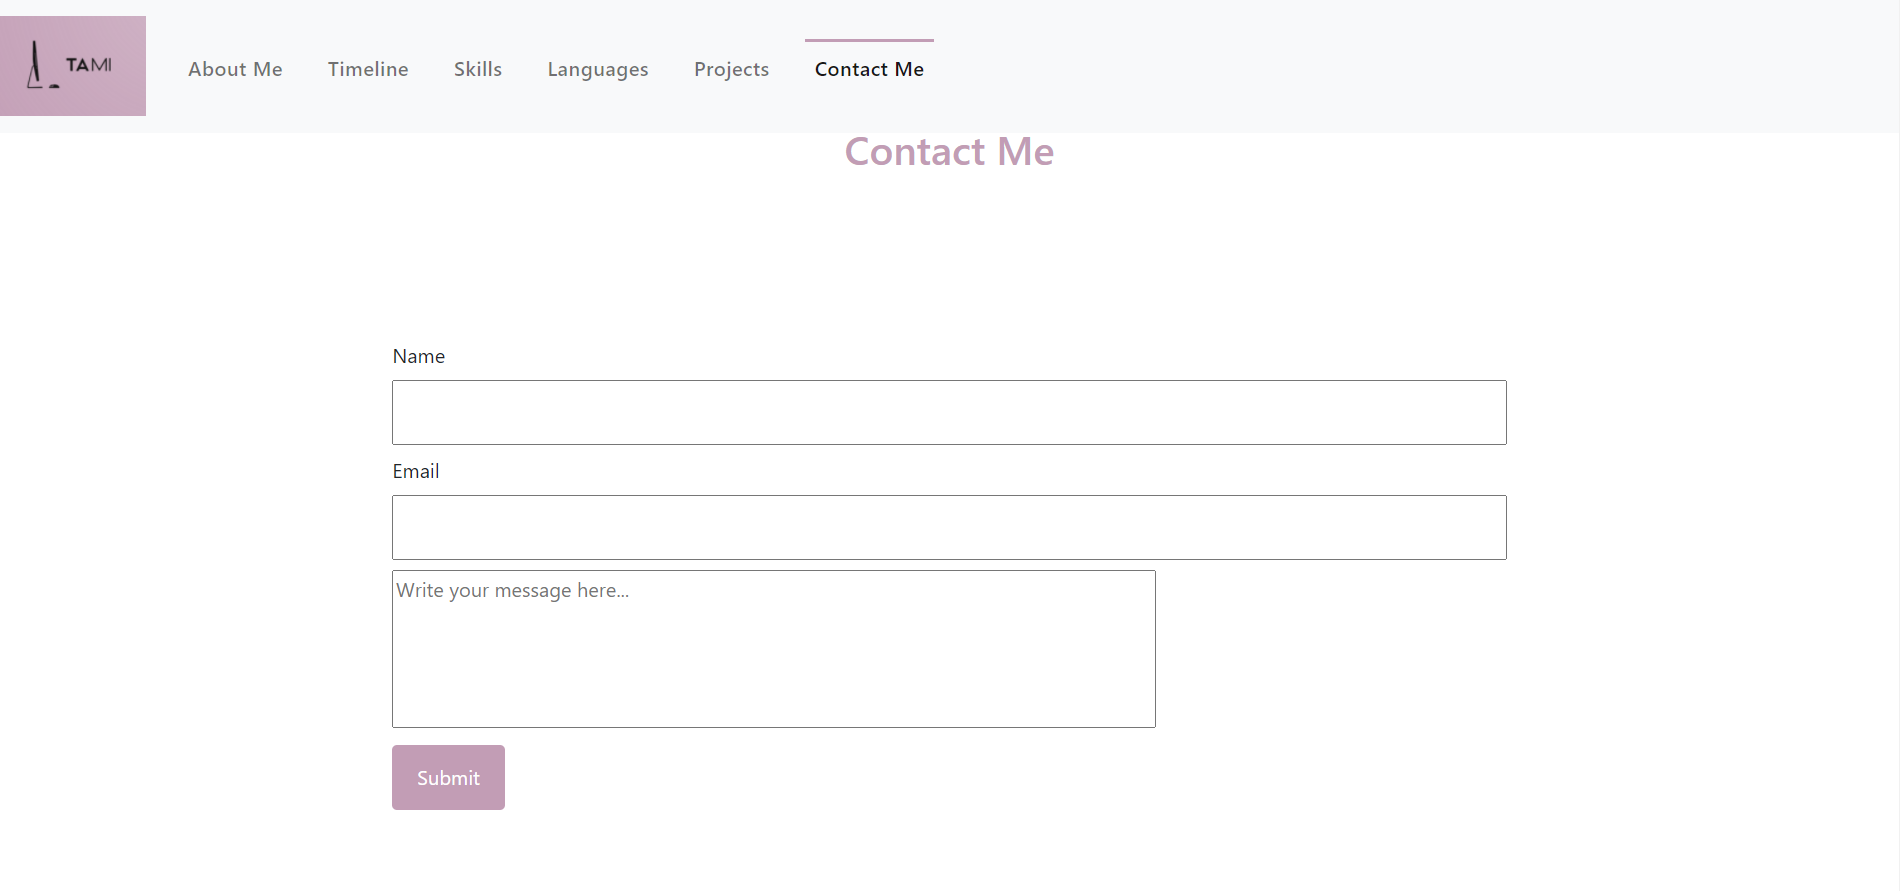 TAMI
About Me Timeline Skills Languages Projects Contact Me
Contact Me
Name
Email
Write your message here...
Submit